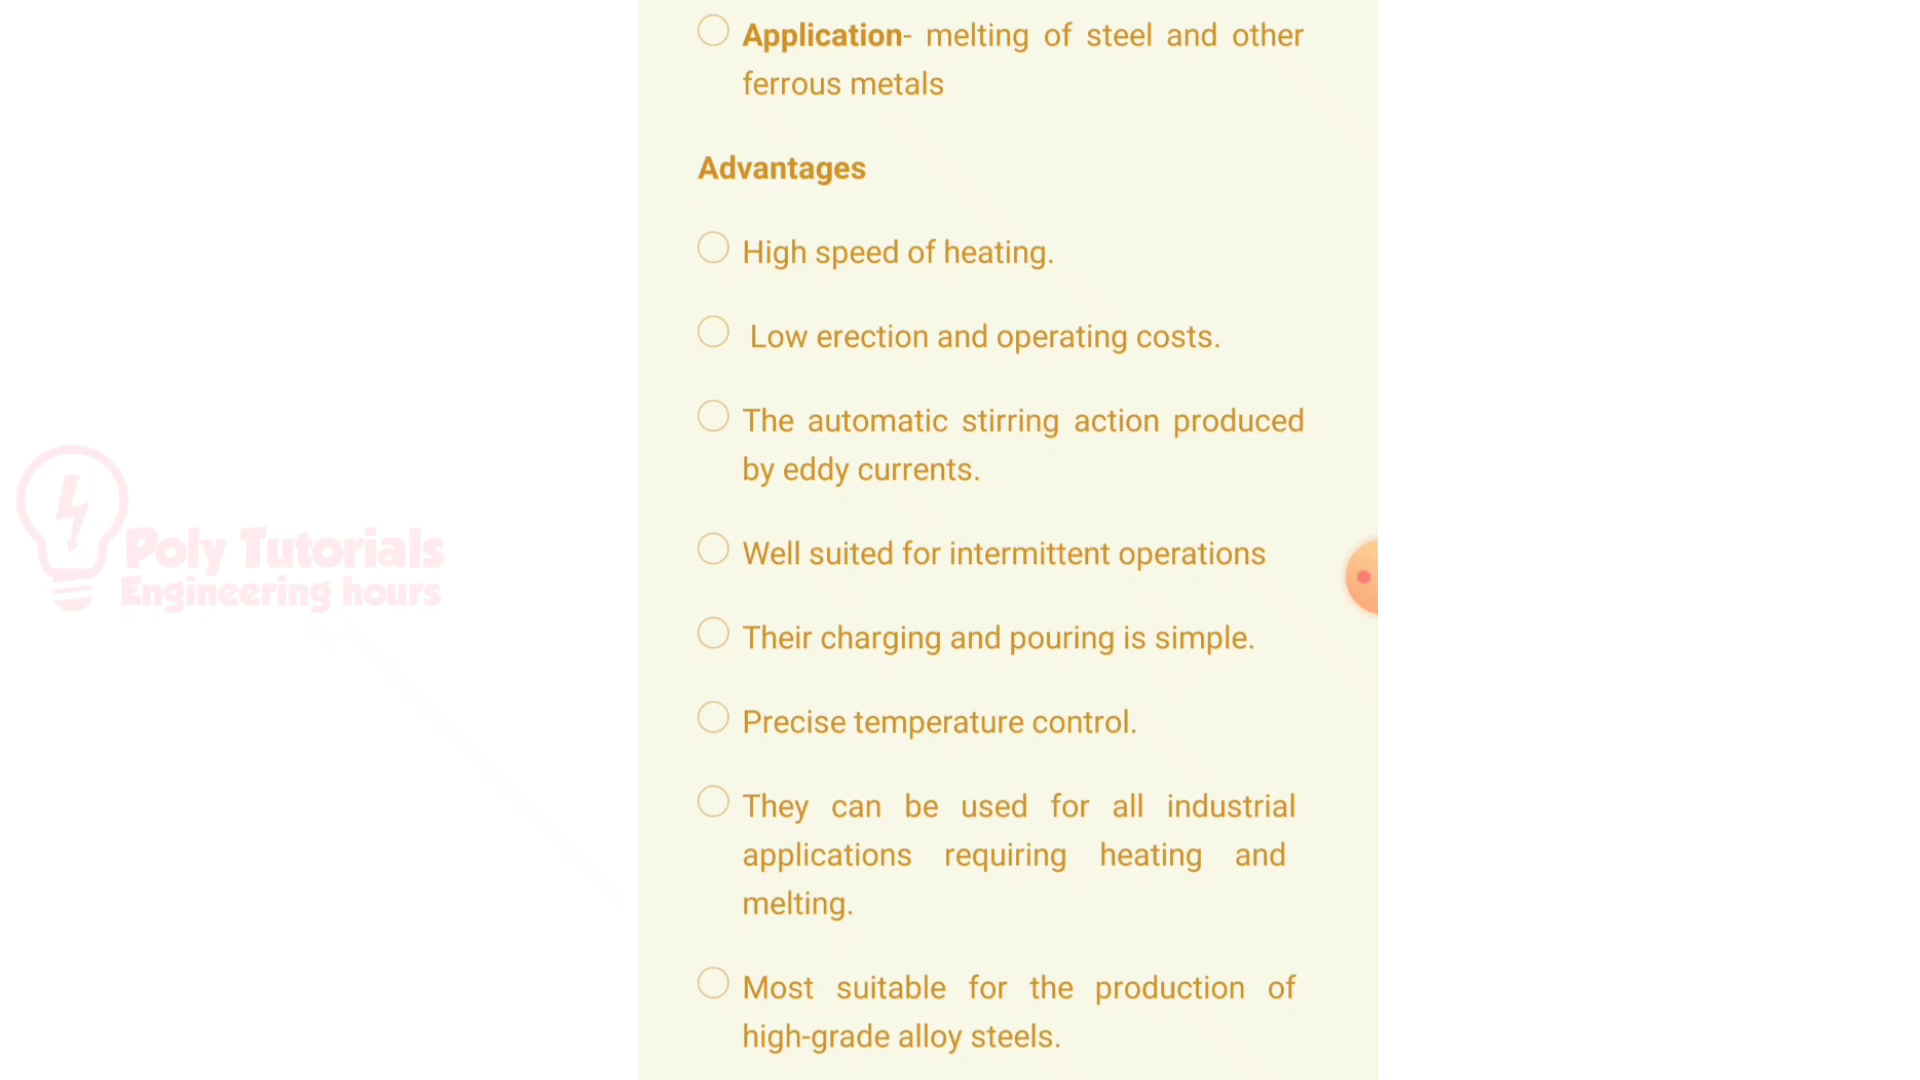 Application- melting of steel and other
ferrous metals
Advantages
High speed of heating.
Low erection and operating costs.
The automatic stirring action produced
by eddy currents.
Well suited for intermittent operations
Their charging and pouring is simple.
Precise temperature control.
They can be used for all industrial
applications requiring heating and
melting.
Most suitable for the production of
high-grade alloy steels.
Poly Tutorials
Engineering hours